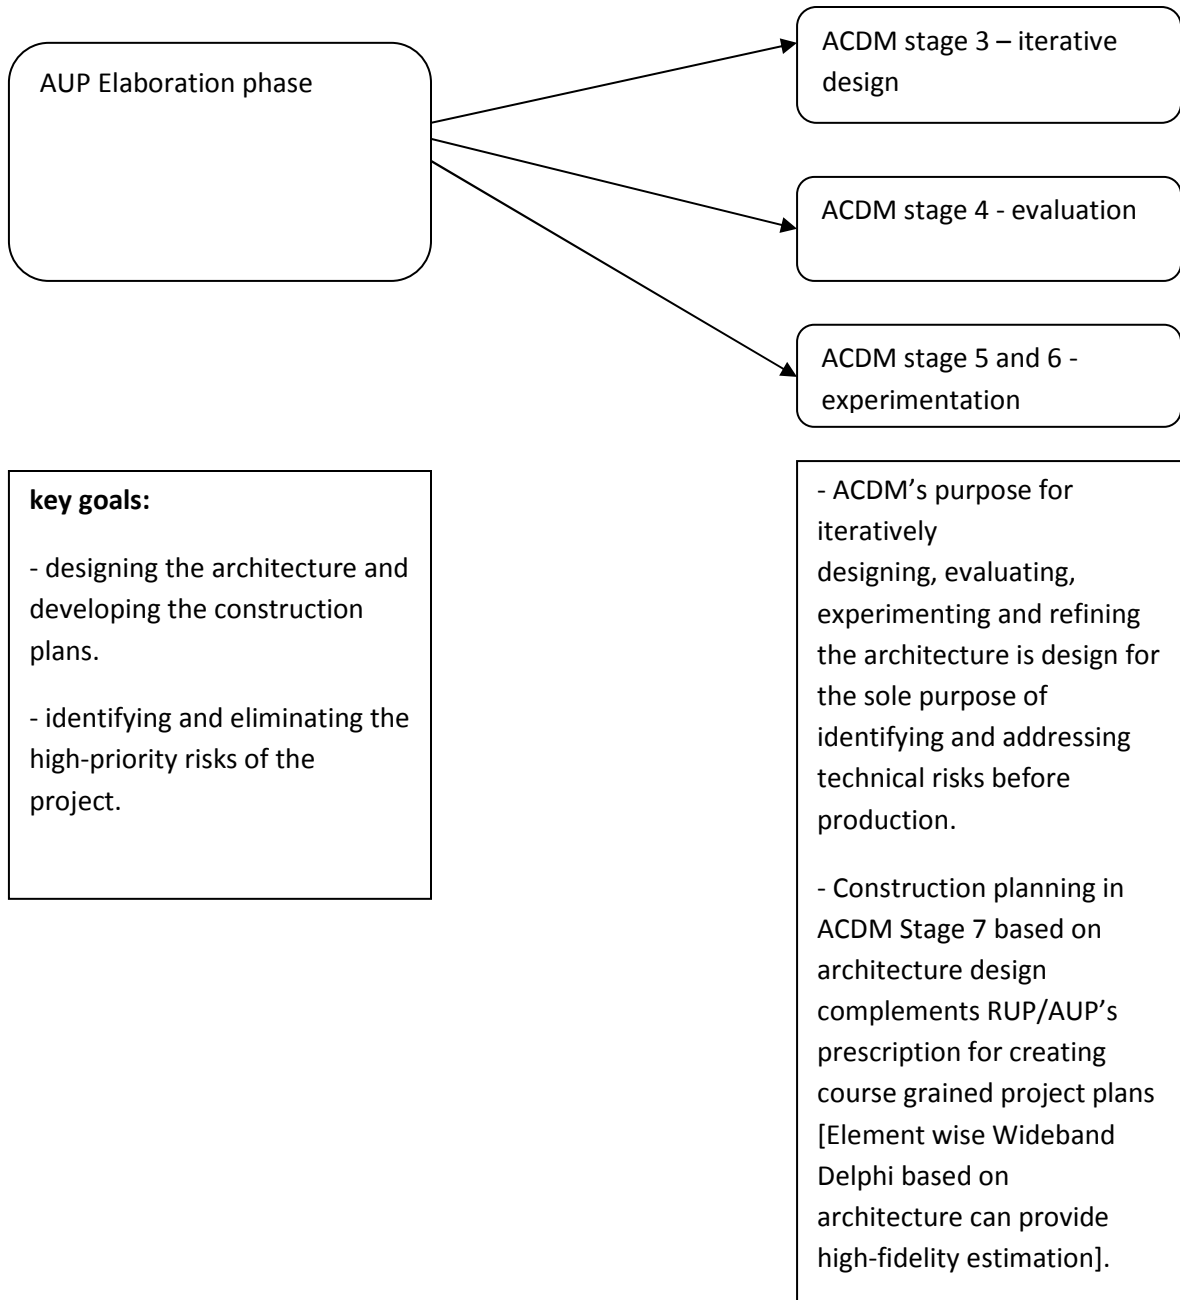 AUP Elaboration phase
ACDM stage 3 – iterative
design
ACDM stage 4 - evaluation
ACDM stage 5 and 6 -
experimentation
key goals:
- designing the architecture and
developing the construction
plans.
- identifying and eliminating the
high-priority risks of the
project.
- ACDM’s purpose for
iteratively
designing, evaluating,
experimenting and refining
the architecture is design for
the sole purpose of
identifying and addressing
technical risks before
production.
- Construction planning in
ACDM Stage 7 based on
architecture design
complements RUP/AUP’s
prescription for creating
course grained project plans
[Element wise Wideband
Delphi based on
architecture can provide
high-fidelity estimation].